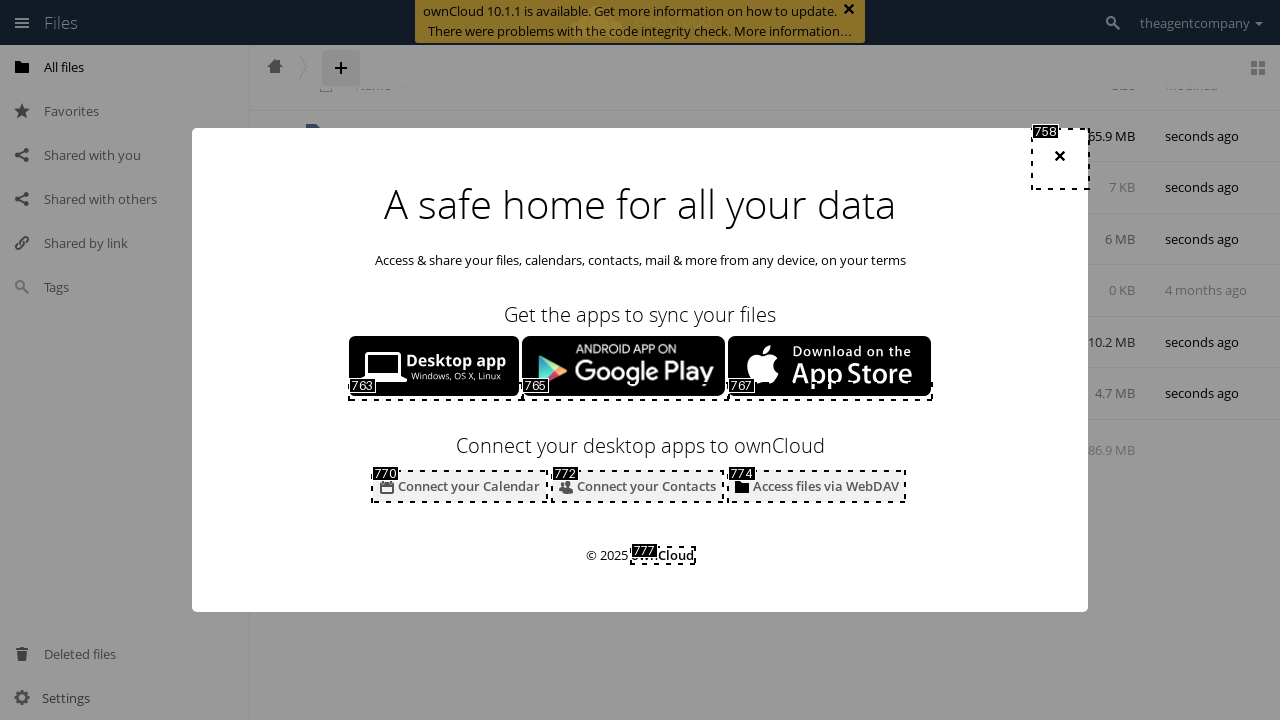 Files
ownCloud 10.1.1 is available. Get more information on how to update.
There were problems with the code integrity check. More information…
theagentcompany
All files
Favorites
Shared with you
Shared with others
Shared by link
Tags
Deleted files
Settings
Name
Size
Modified
65.9 MB
seconds ago
7 KB
seconds ago
6 MB
seconds ago
0 KB
4 months ago
10.2 MB
seconds ago
4.7 MB
seconds ago
86.9 MB
758
A safe home for all your data
Access & share your files, calendars, contacts, mail & more from any device, on your terms
Get the apps to sync your files
Desktop app
Windows, OS X, Linux
763
ANDROID APP ON
Google Play
765
Download on the
App Store
767
Connect your desktop apps to ownCloud
770
Connect your Calendar
772
Connect your Contacts
774
Access files via WebDAV
© 2025 ownCloud
777